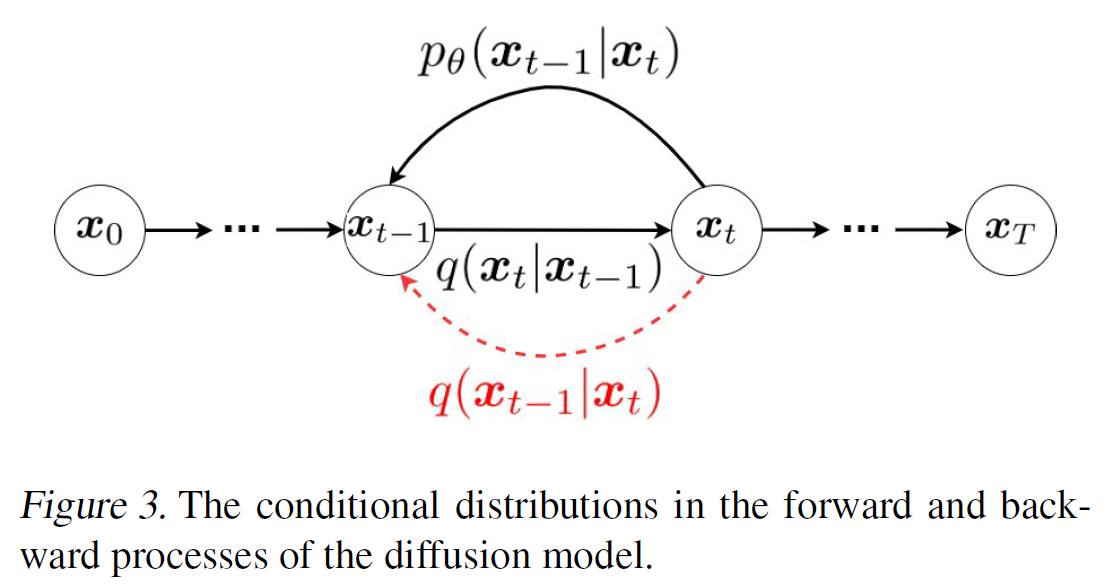 pθ(xt−1|xt)
x0 ... xt−1 xt ... xT
q(xt|xt−1)
q(xt−1|xt)
Figure 3. The conditional distributions in the forward and back-
ward processes of the diffusion model.